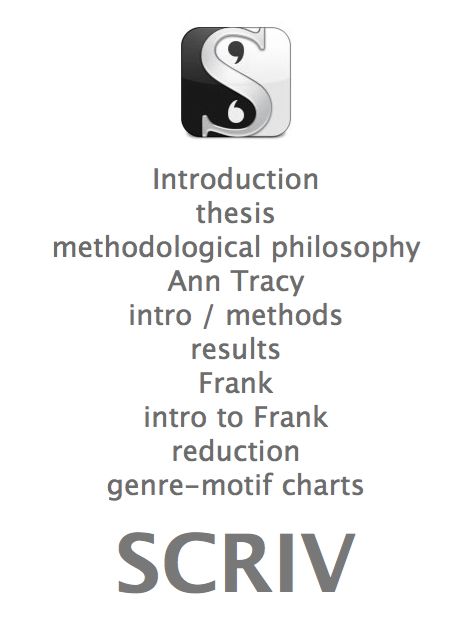 Introduction
thesis
methodological philosophy
Ann Tracy
intro / methods
results
Frank
intro to Frank
reduction
genre-motif charts
SCRIV